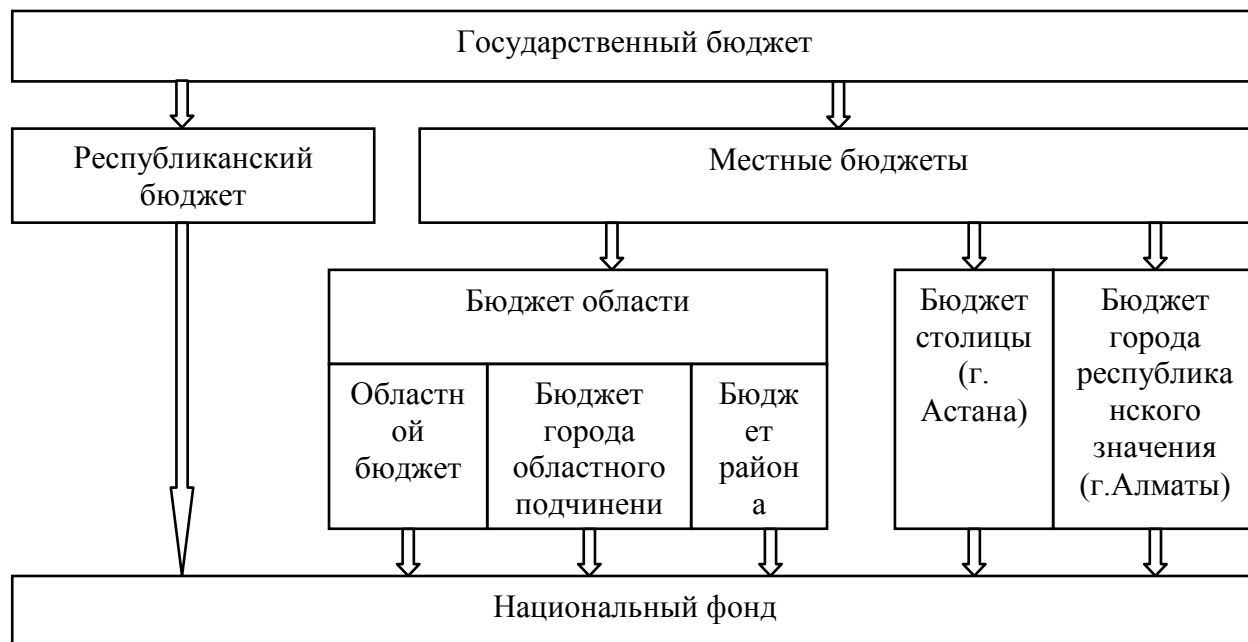 Государственный бюджет
Республиканский
бюджет
Местные бюджеты
Бюджет области
Областн
ой
бюджет
Бюджет
города
областного
подчинени
Бюдж
ет
район
а
Бюджет
столицы
(г.
Астана)
Бюджет
города
республика
нского
значения
(г.Алматы)
Национальный фонд